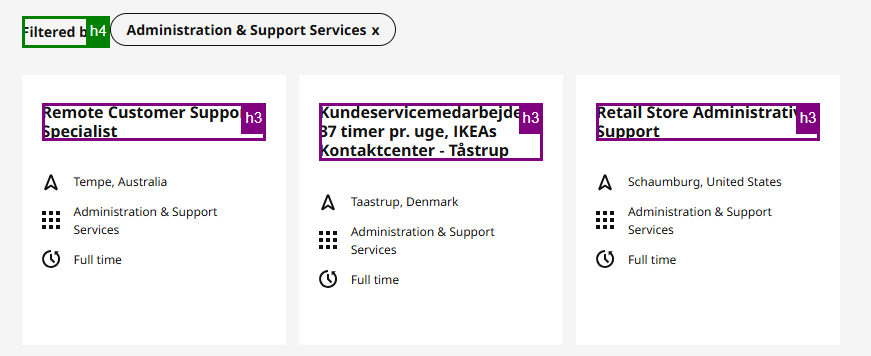 Filtered b h4 Administration & Support Services x
Remote Customer Suppo h3
Specialist
Tempe, Australia
Administration & Support
Services
Full time
Kundeservicemedarbejde h3
37 timer pr. uge, IKEAs
Kontaktcenter - Tåstrup
Taastrup, Denmark
Administration & Support
Services
Full time
Retail Store Administrativ h3
Support
Schaumburg, United States
Administration & Support
Services
Full time